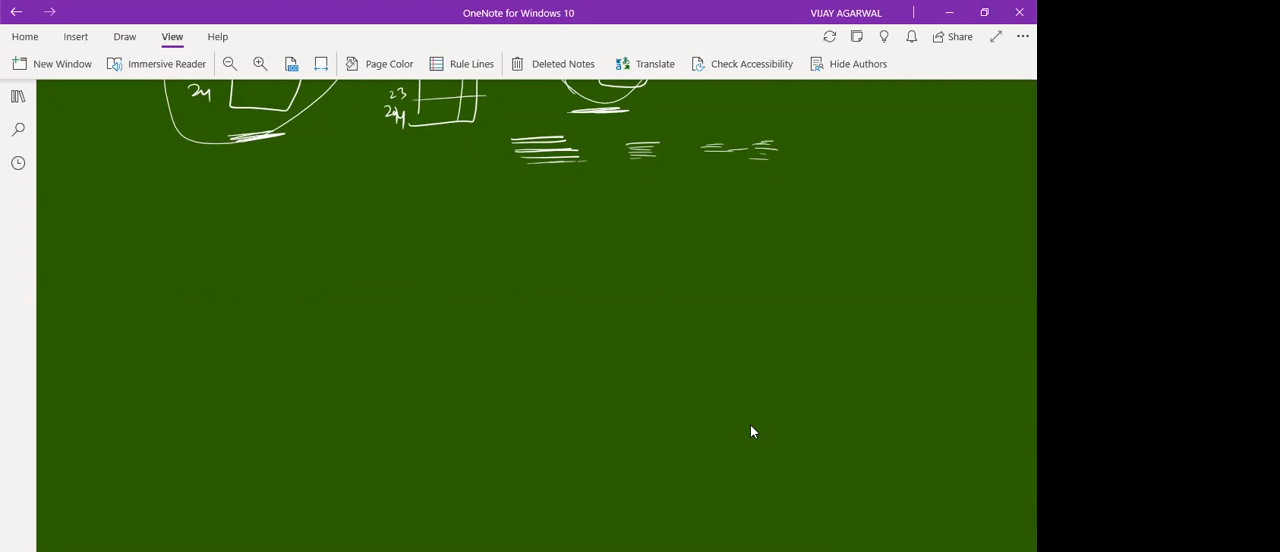 OneNote for Windows 10
VIJAY AGARWAL
Home Insert Draw View Help
Share
New Window Immersive Reader Page Color Rule Lines Deleted Notes Translate Check Accessibility Hide Authors
24 23
24